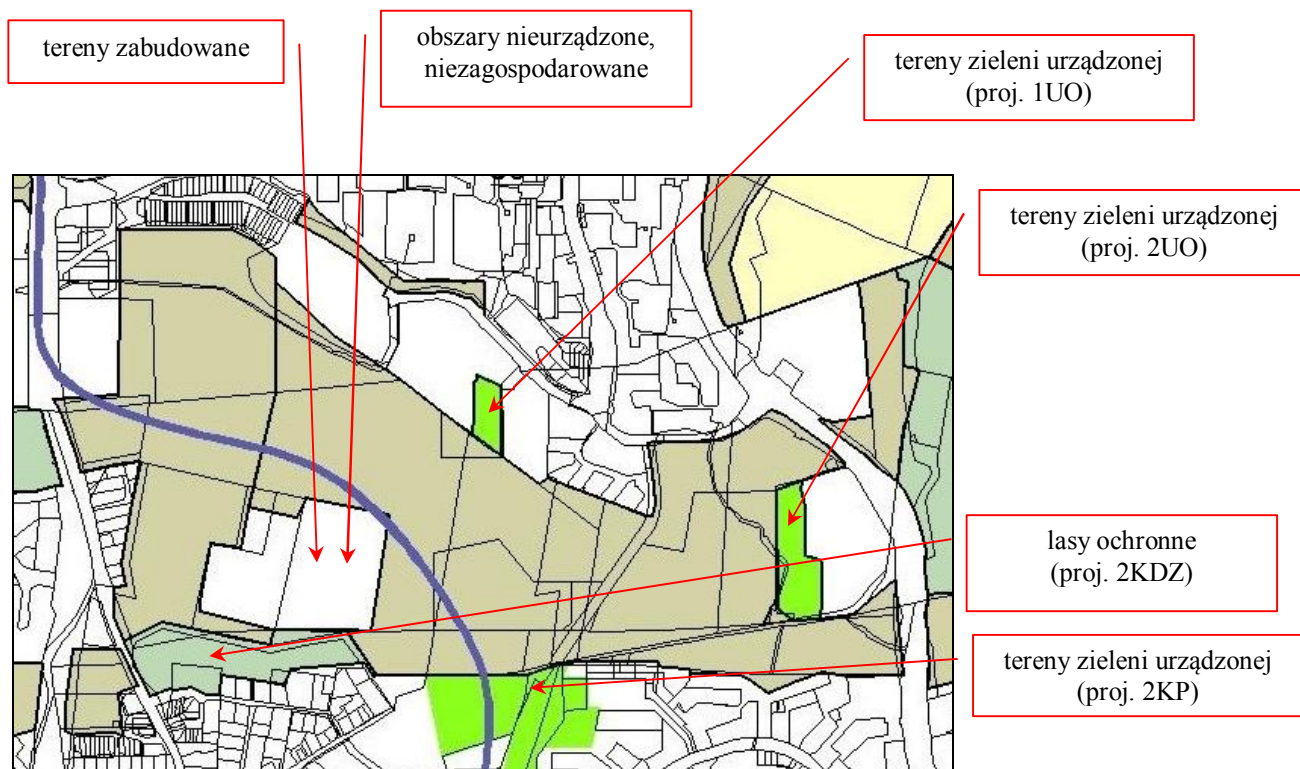 tereny zabudowane
obszary nieurządzone,
niezagospodarowane
tereny zieleni urządzonej
(proj. 1UO)
tereny zieleni urządzonej
(proj. 2UO)
lasy ochronne
(proj. 2KDZ)
tereny zieleni urządzonej
(proj. 2KP)